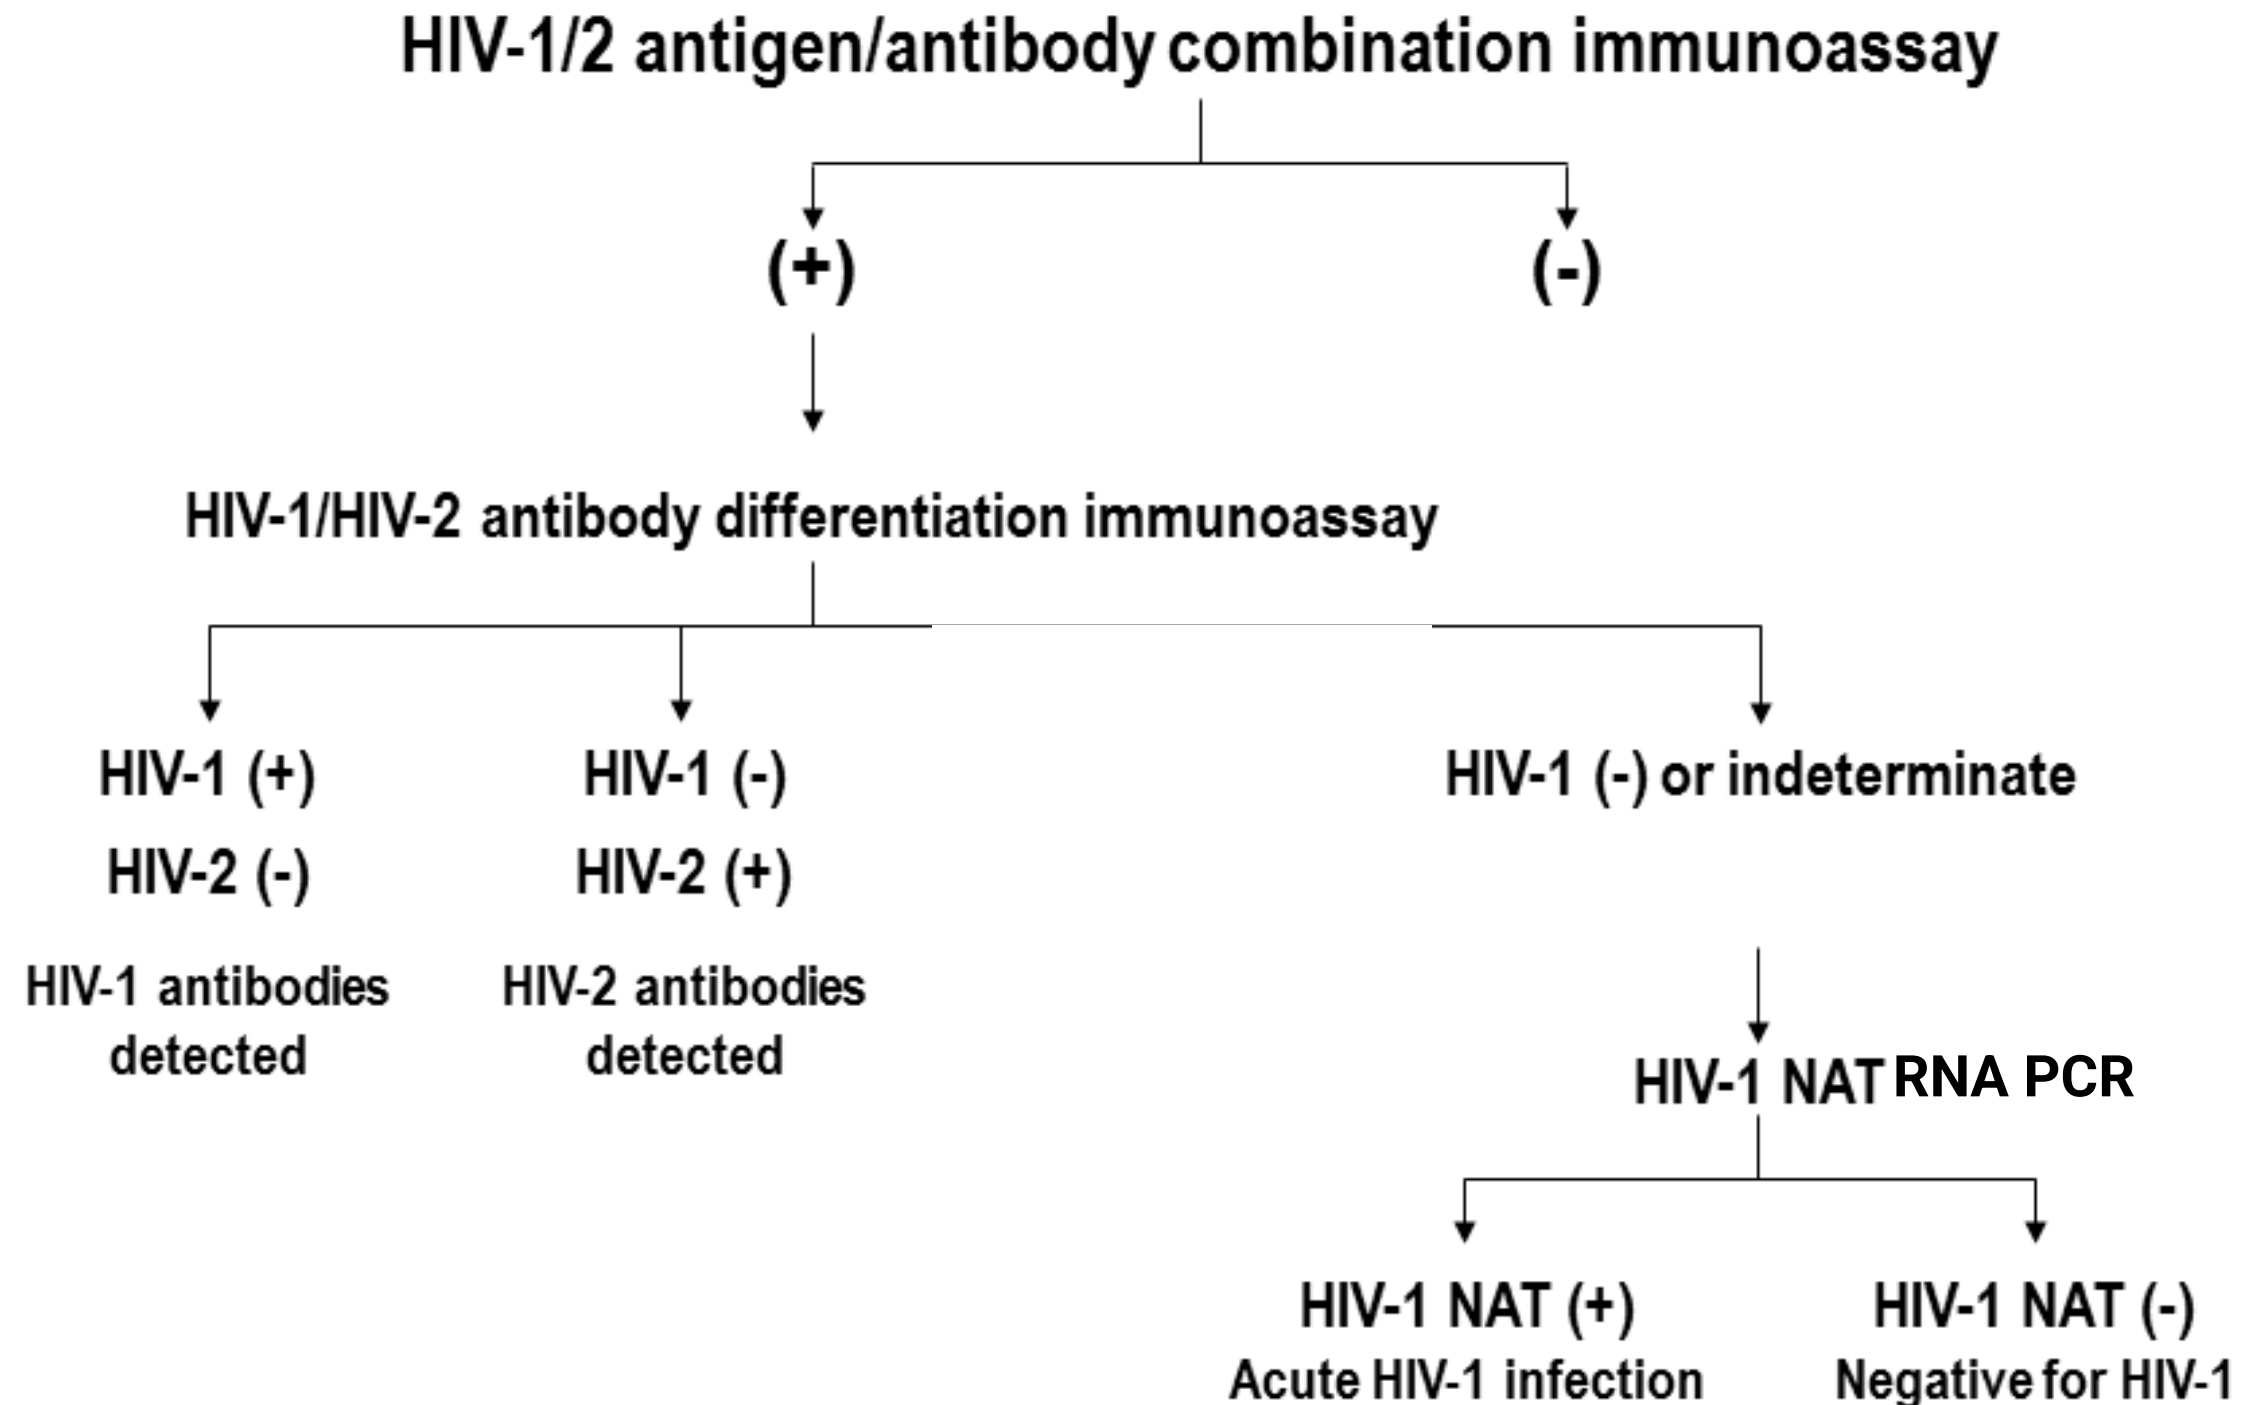 HIV-1/2 antigen/antibody combination immunoassay
(+)
(-)
HIV-1/HIV-2 antibody differentiation immunoassay
HIV-1 (+)
HIV-2 (-)
HIV-1 antibodies
detected
HIV-1 (-)
HIV-2 (+)
HIV-2 antibodies
detected
HIV-1 (-) or indeterminate
HIV-1 NAT RNA PCR
HIV-1 NAT (+)
Acute HIV-1 infection
HIV-1 NAT (-)
Negative for HIV-1